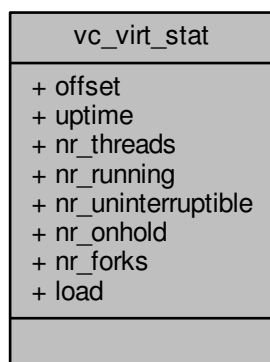 vc_virt_stat
+ offset
+ uptime
+ nr_threads
+ nr_running
+ nr_uninterruptible
+ nr_onhold
+ nr_forks
+ load